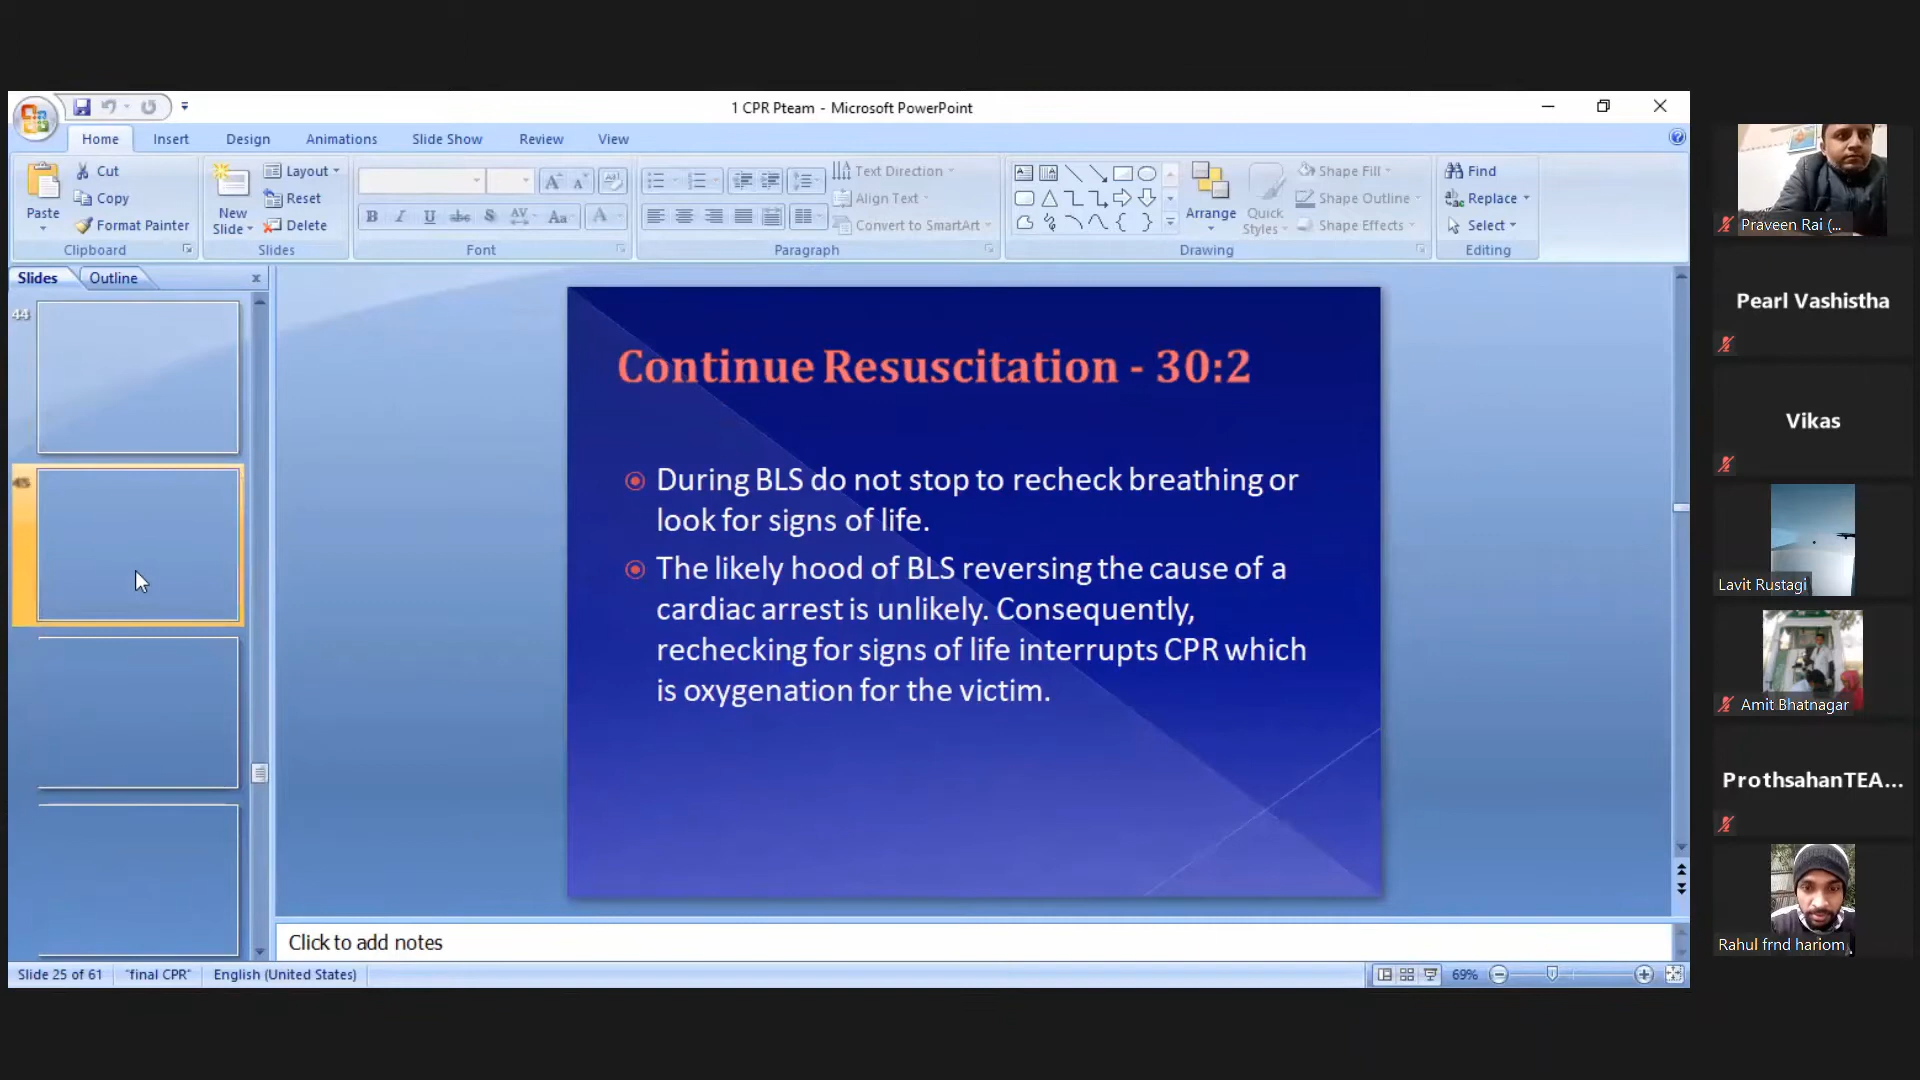 1 CPR Pteam - Microsoft PowerPoint
Home Insert Design Animations Slide Show Review View
Paste
Cut
Copy
Format Painter
Clipboard
New Slide
Layout
Reset
Delete
Slides
Font
Text Direction
Align Text
Convert to SmartArt
Paragraph
Arrange
Quick Styles
Shape Fill
Shape Outline
Shape Effects
Drawing
Find
Replace
Select
Editing
Slides Outline
44
45
Continue Resuscitation - 30:2
During BLS do not stop to recheck breathing or
look for signs of life.
The likely hood of BLS reversing the cause of a
cardiac arrest is unlikely. Consequently,
rechecking for signs of life interrupts CPR which
is oxygenation for the victim.
Click to add notes
Slide 25 of 61 "final CPR" English (United States) 69%
Praveen Rai (...
Pearl Vashistha
Vikas
Lavit Rustagi
Amit Bhatnagar
ProthsahanTEA...
Rahul frnd hariom